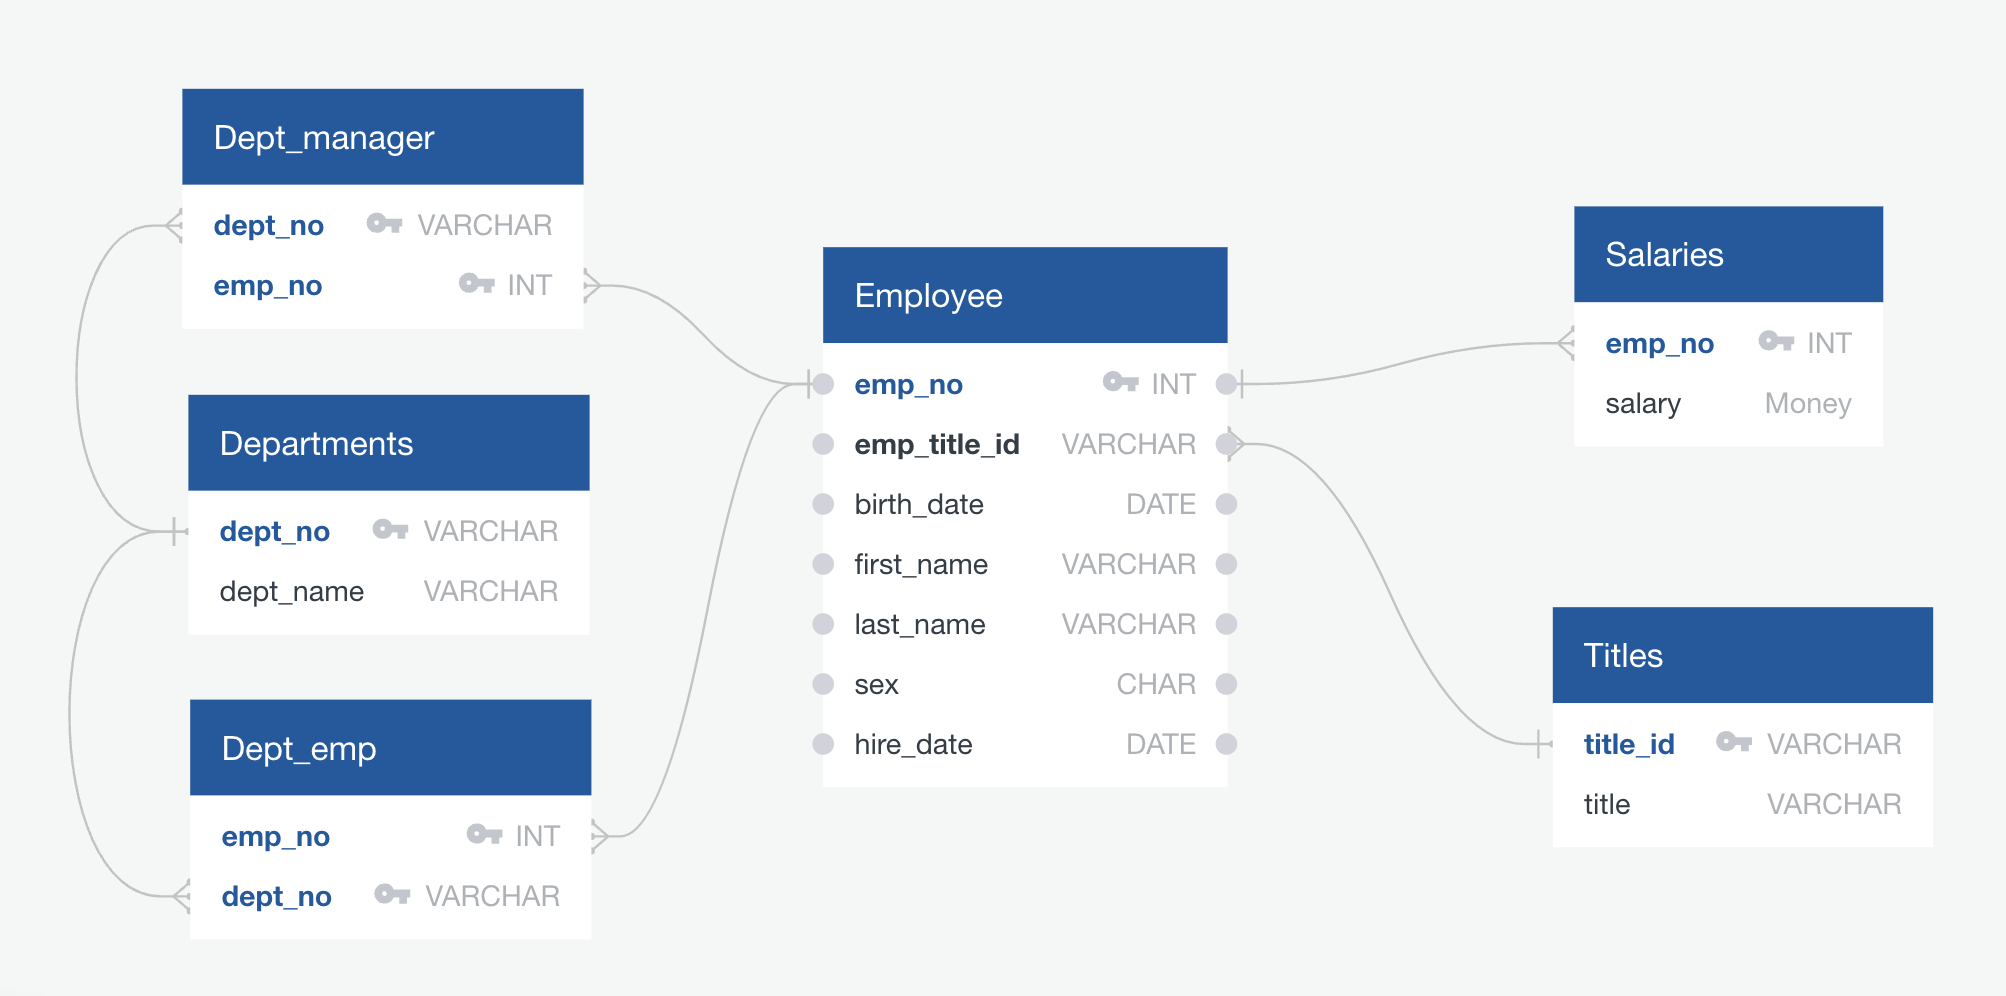 Dept_manager
dept_no VARCHAR
emp_no INT
Departments
dept_no VARCHAR
dept_name VARCHAR
Dept_emp
emp_no INT
dept_no VARCHAR
Employee
emp_no INT
emp_title_id VARCHAR
birth_date DATE
first_name VARCHAR
last_name VARCHAR
sex CHAR
hire_date DATE
Salaries
emp_no INT
salary Money
Titles
title_id VARCHAR
title VARCHAR